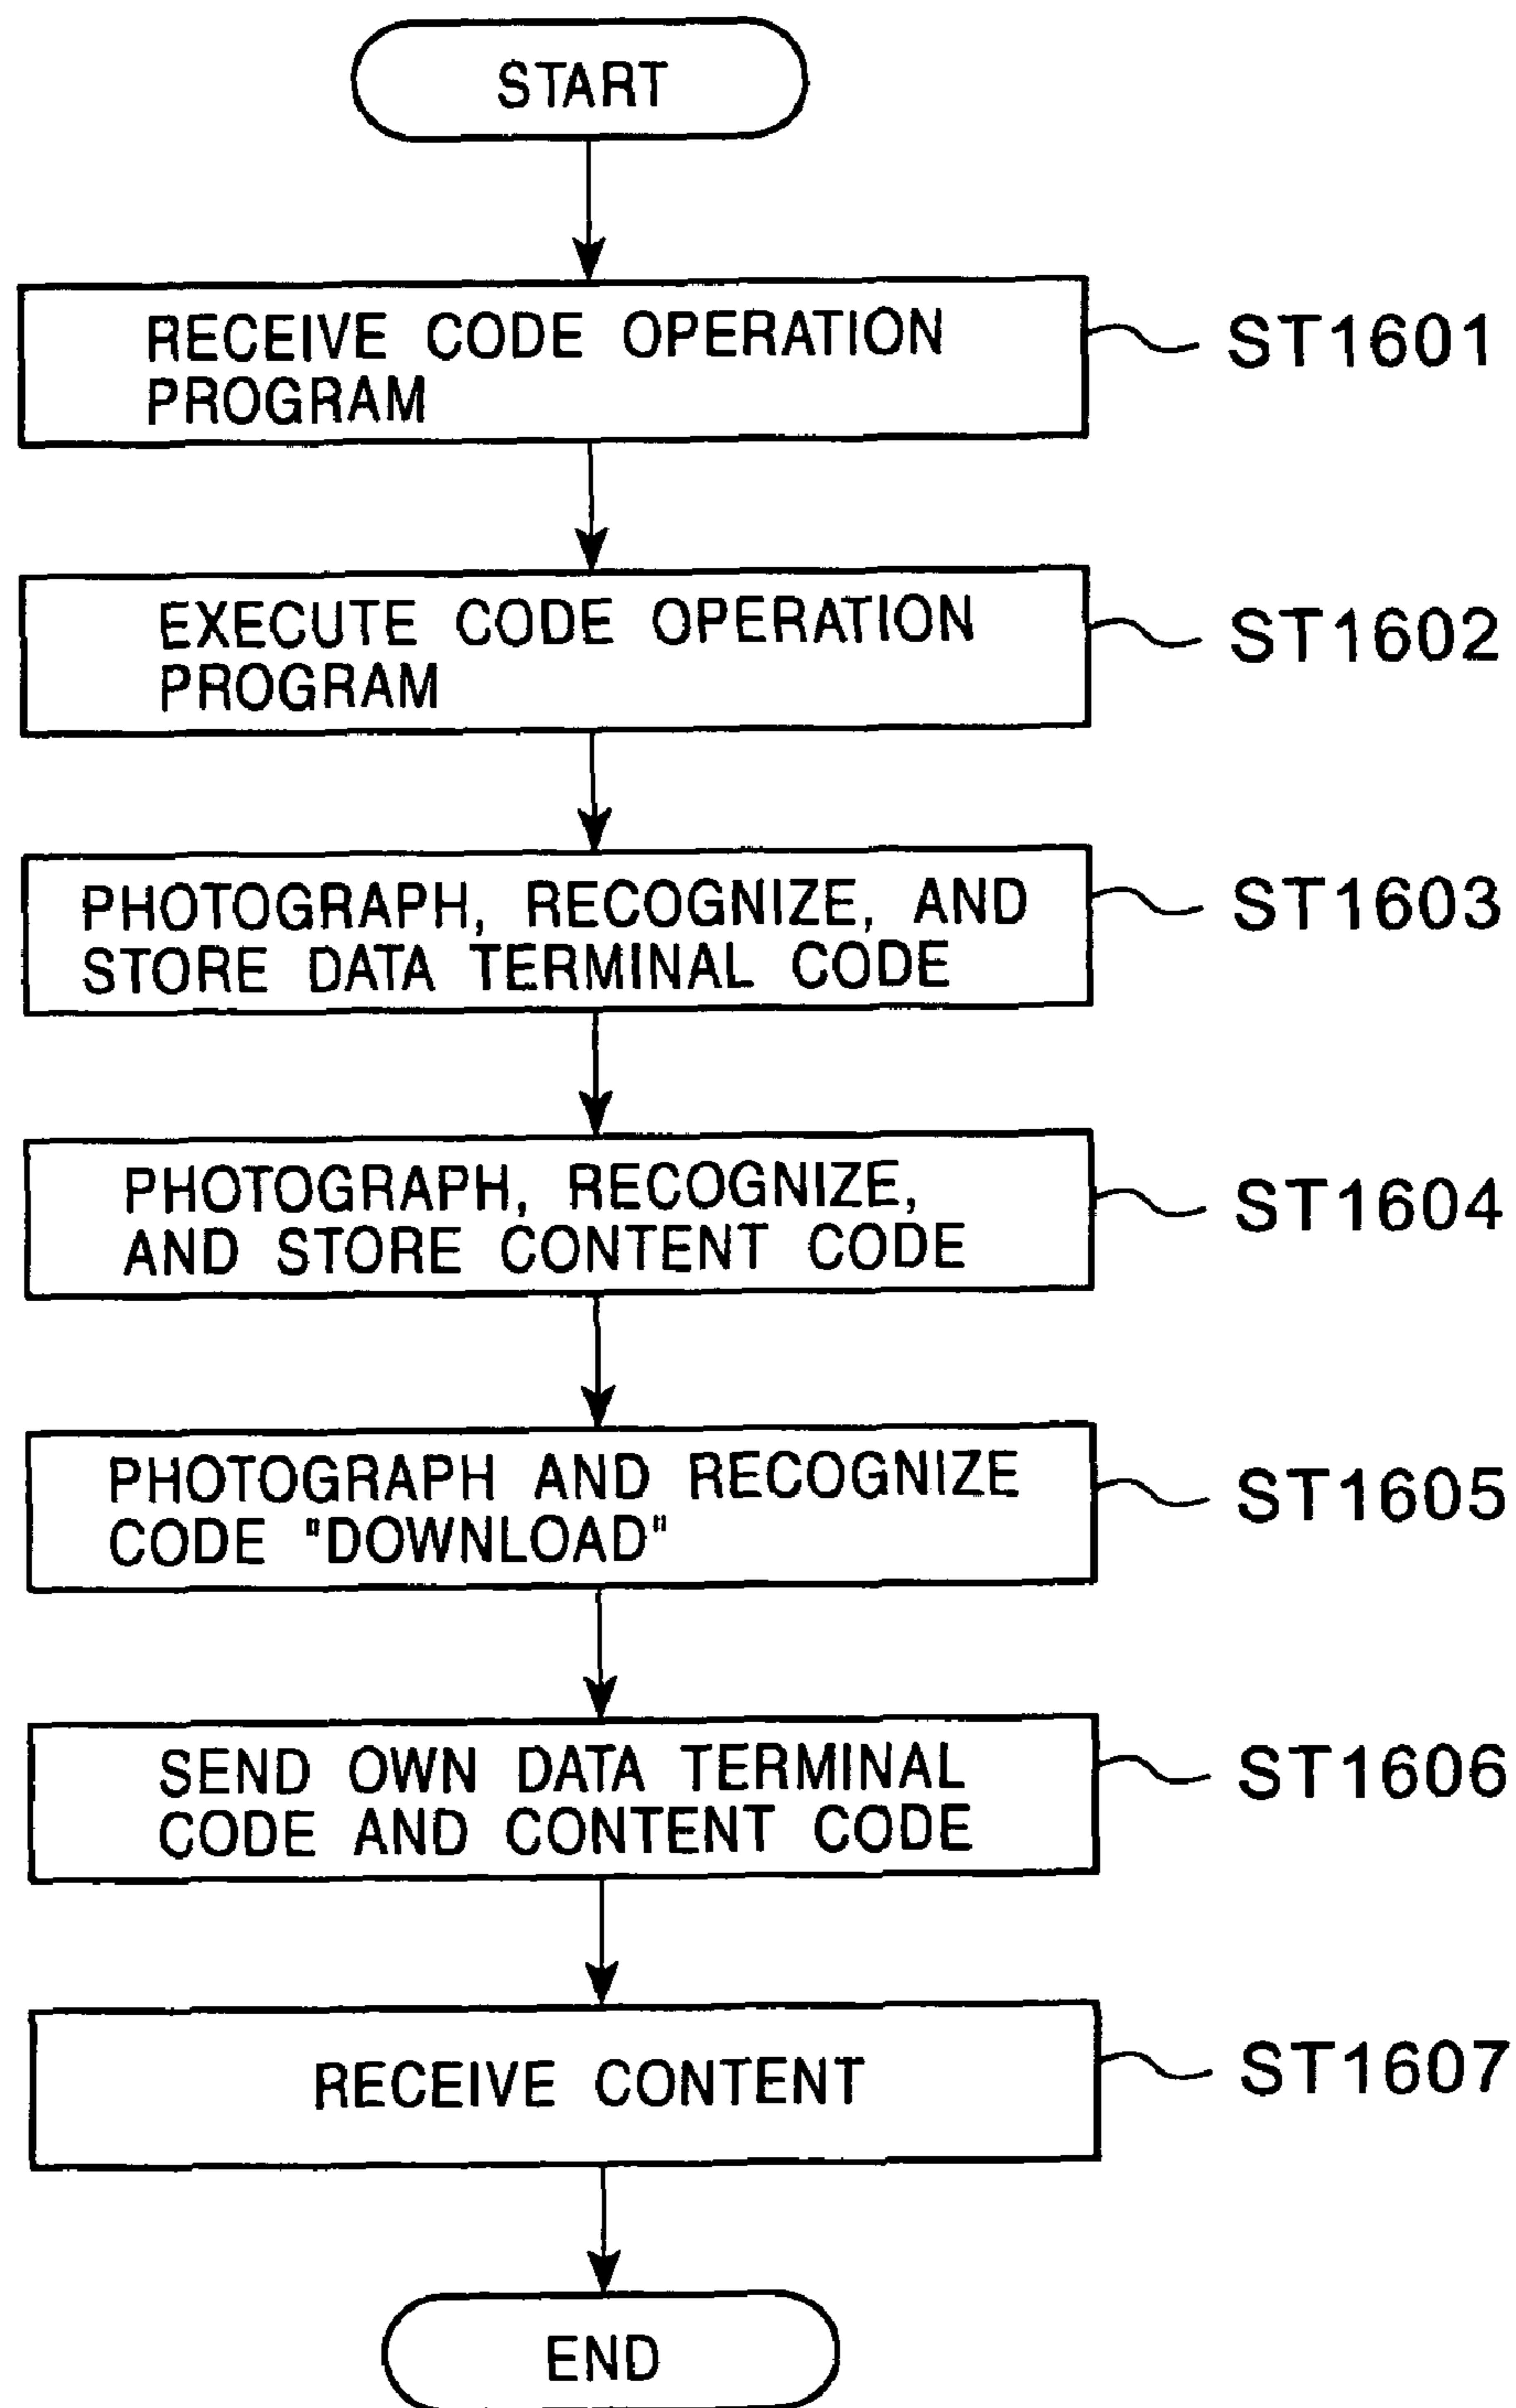 START
RECEIVE CODE OPERATION
PROGRAM
ST1601
EXECUTE CODE OPERATION
PROGRAM
ST1602
PHOTOGRAPH, RECOGNIZE, AND
STORE DATA TERMINAL CODE
ST1603
PHOTOGRAPH, RECOGNIZE,
AND STORE CONTENT CODE
ST1604
PHOTOGRAPH AND RECOGNIZE
CODE "DOWNLOAD"
ST1605
SEND OWN DATA TERMINAL
CODE AND CONTENT CODE
ST1606
RECEIVE CONTENT
ST1607
END